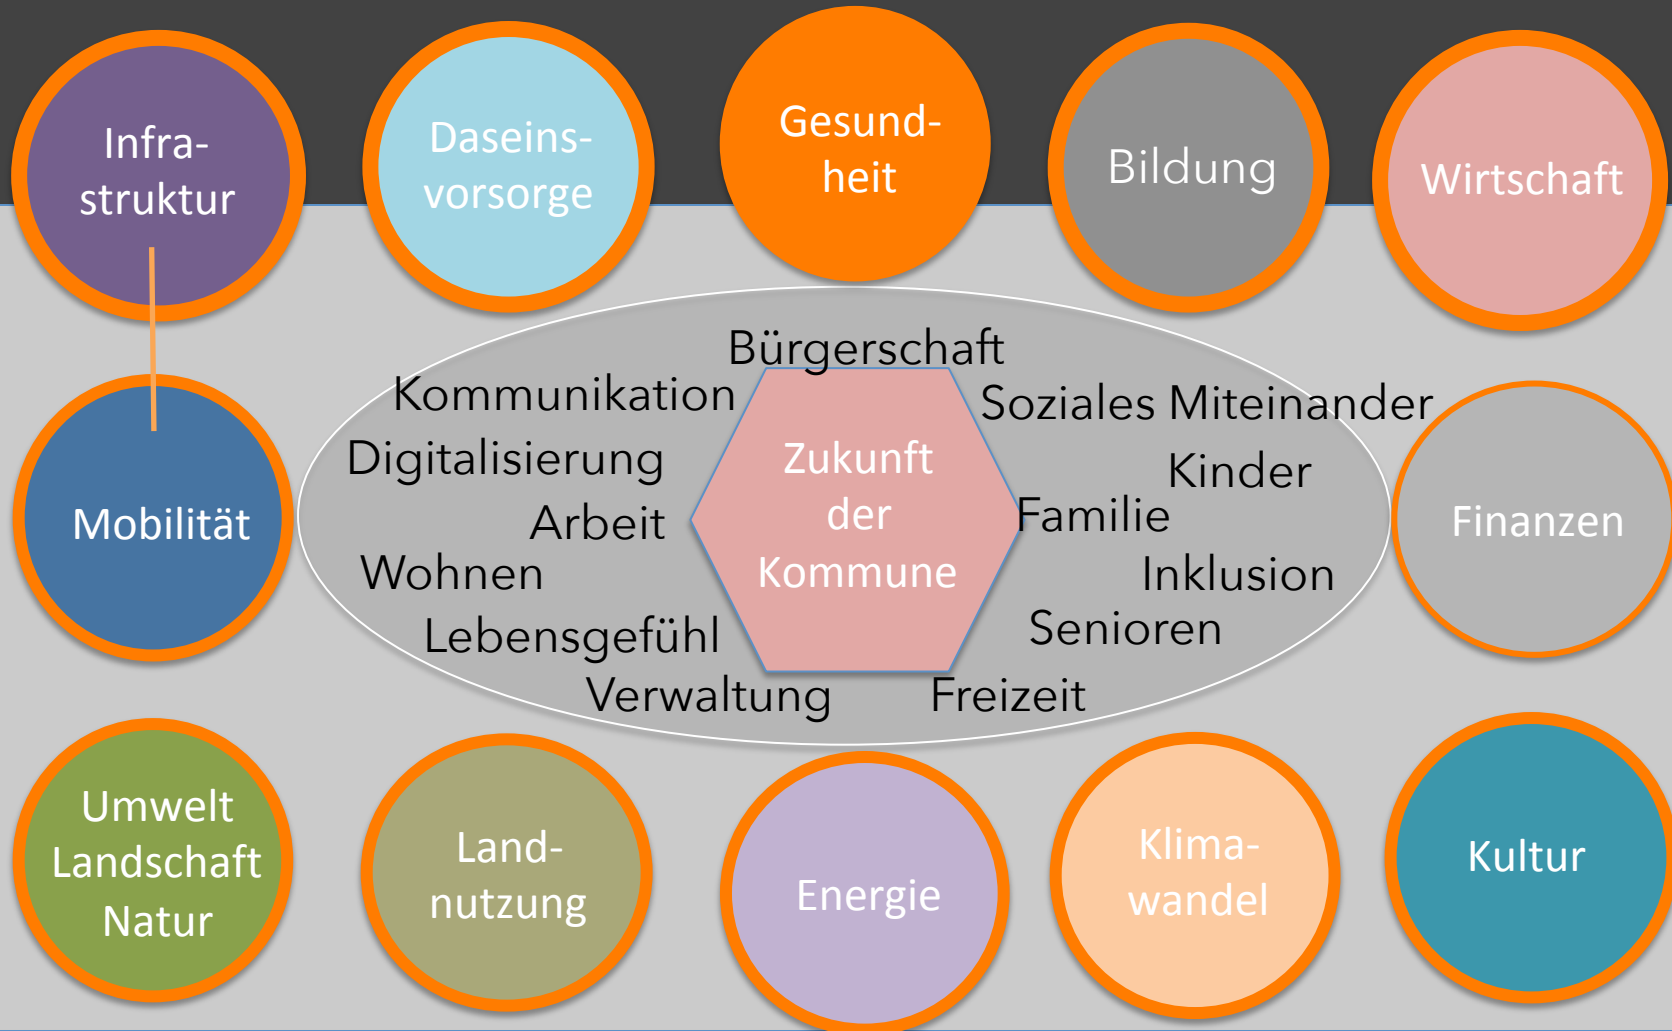 Infra-
struktur
Daseins-
vorsorge
Gesund-
heit
Bildung
Wirtschaft
Bürgerschaft
Kommunikation
Soziales Miteinander
Digitalisierung
Kinder
Arbeit
Familie
Wohnen
Inklusion
Lebensgefühl
Senioren
Verwaltung
Freizeit
Zukunft
der
Kommune
Mobilität
Finanzen
Umwelt
Landschaft
Natur
Land-
nutzung
Energie
Klima-
wandel
Kultur